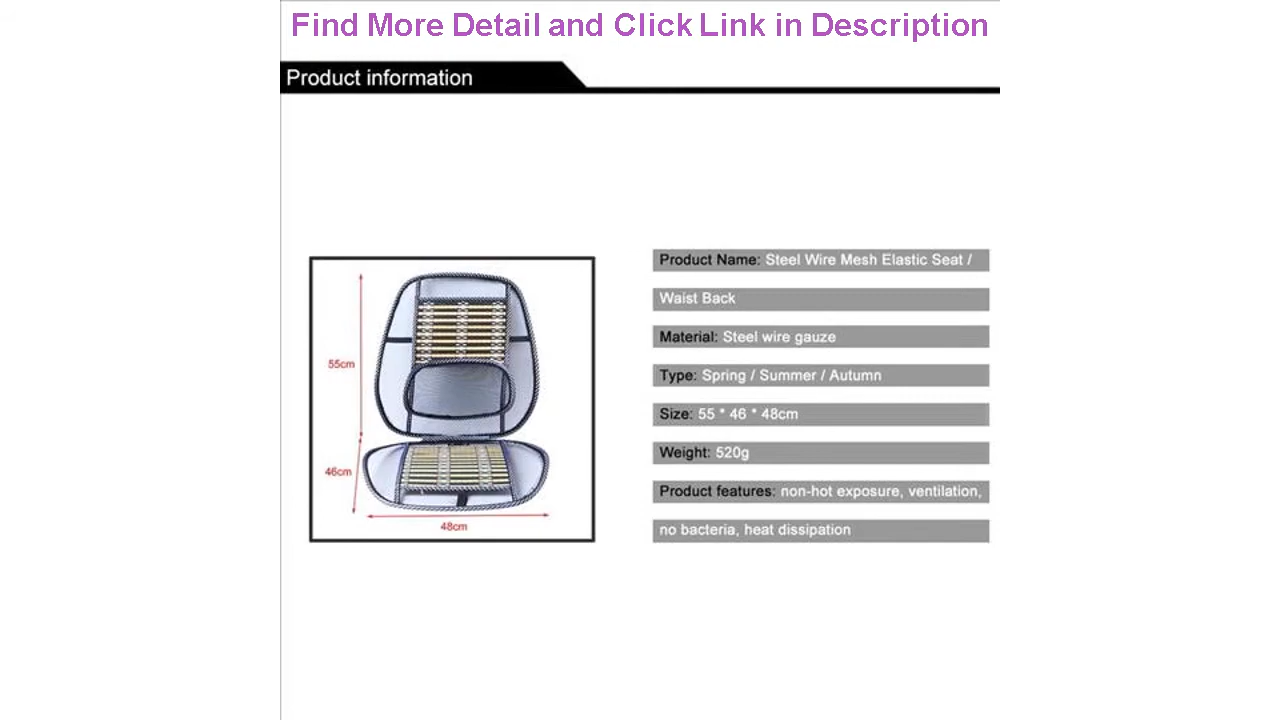 Find More Detail and Click Link in Description
Product information
55cm
46cm
48cm
Product Name: Steel Wire Mesh Elastic Seat /
Waist Back
Material: Steel wire gauze
Type: Spring / Summer / Autumn
Size: 55 * 46 * 48cm
Weight: 520g
Product features: non-hot exposure, ventilation,
no bacteria, heat dissipation